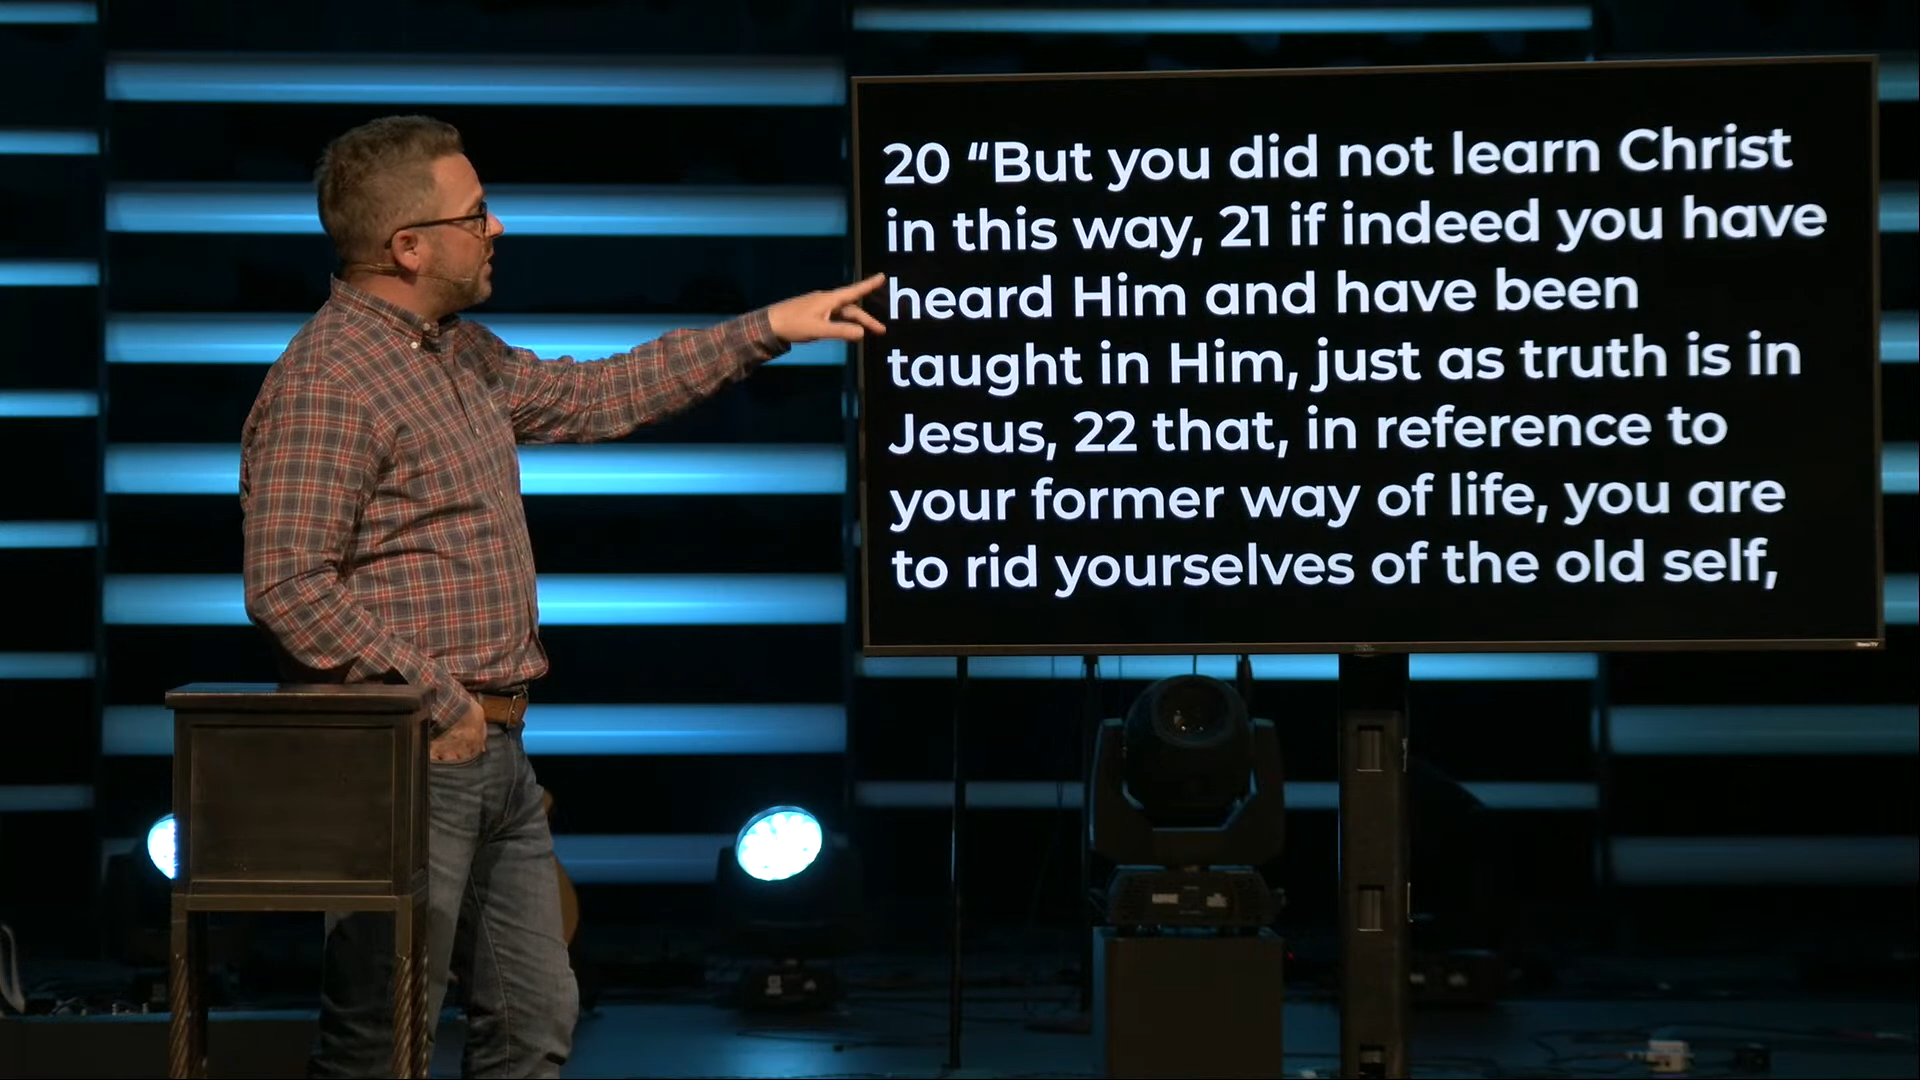 20 “But you did not learn Christ
in this way, 21 if indeed you have
heard Him and have been
taught in Him, just as truth is in
Jesus, 22 that, in reference to
your former way of life, you are
to rid yourselves of the old self,